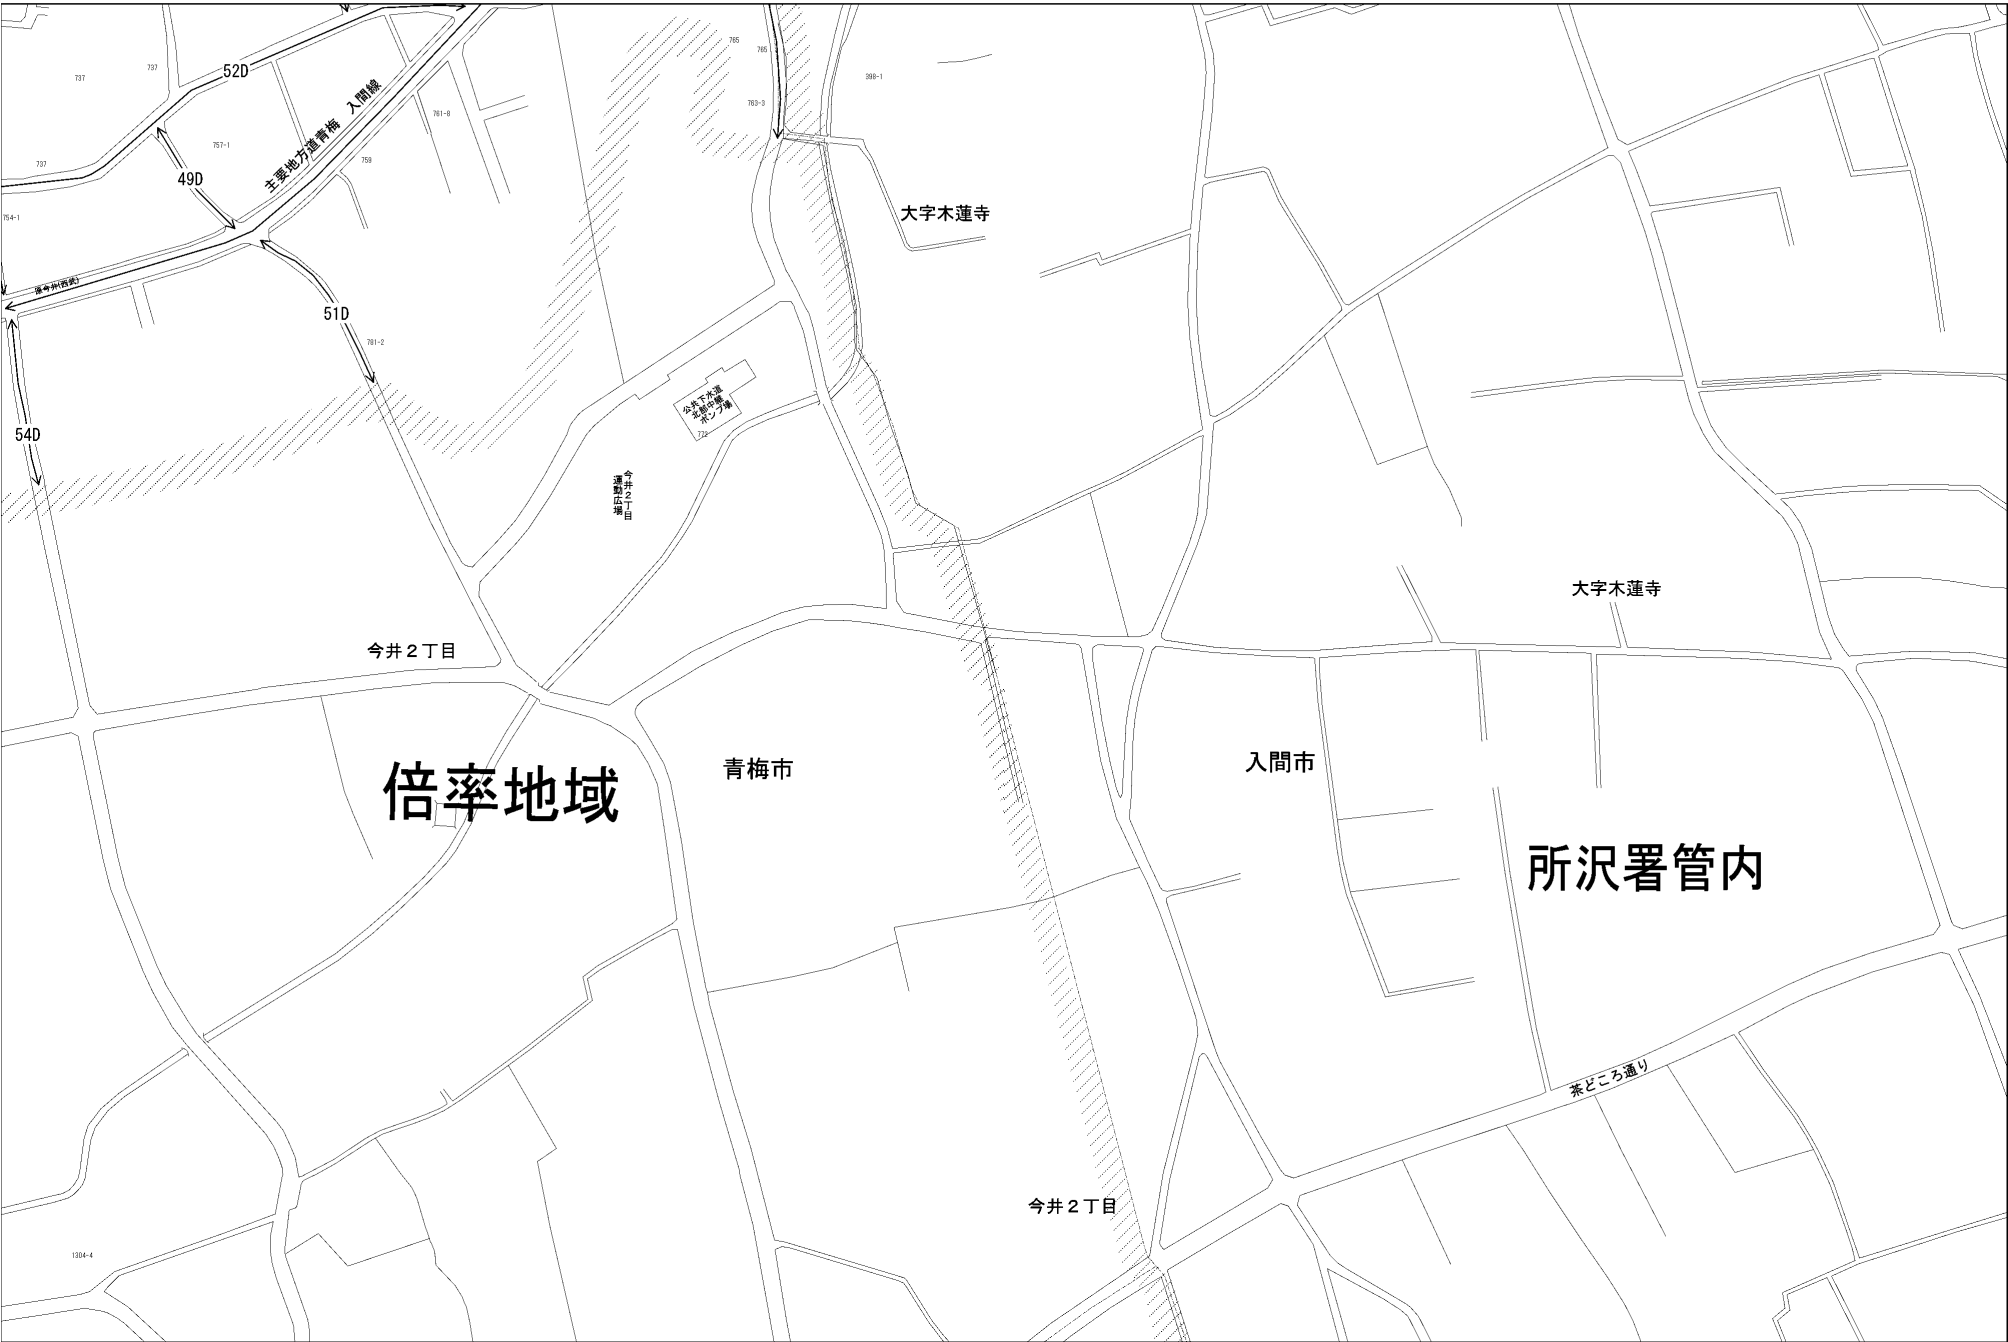 52D
737
737
765
765
398-1
763-3
761-8
757-1
759
737
主要地方道青梅　入間線
49D
754-1
大字木蓮寺
51D
781-2
54D
公共下水道
北部中継
ポンプ場
772
今井2丁目
運動広場
大字木蓮寺
今井２丁目
倍率地域
青梅市
入間市
所沢署管内
茶どころ通り
今井２丁目
1304-4